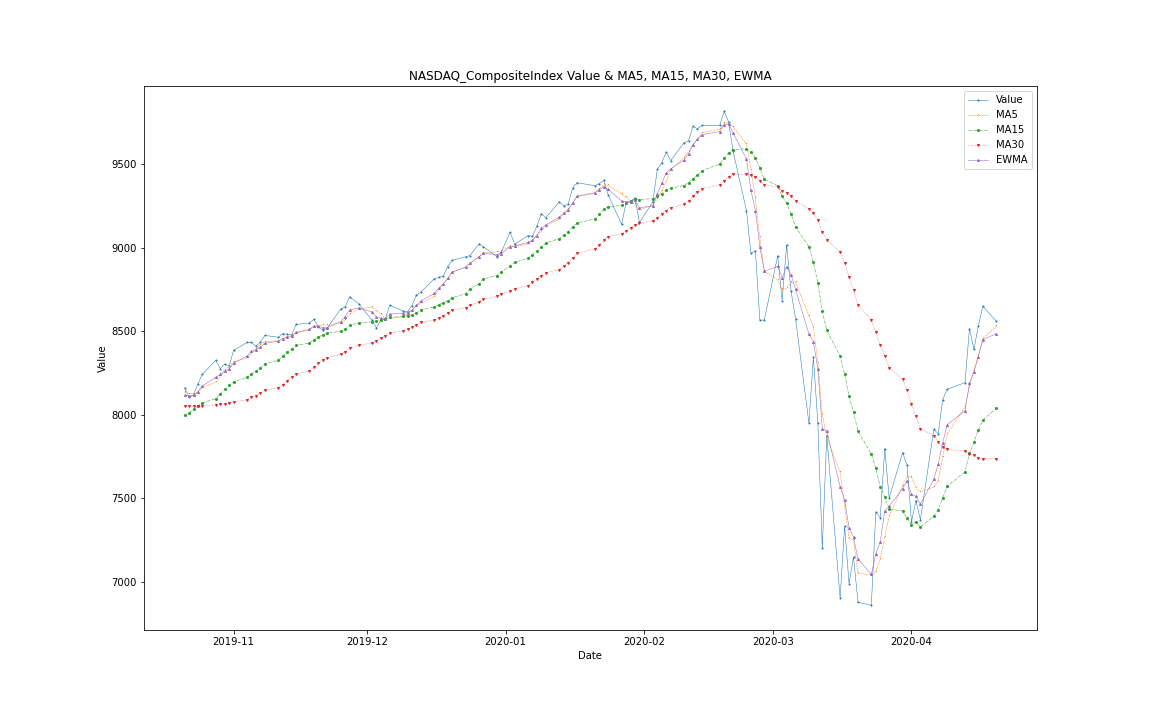 NASDAQ_CompositeIndex Value & MA5, MA15, MA30, EWMA
Value
MA5
MA15
MA30
EWMA
9500
9000
8500
8000
7500
7000
Value
2019-11
2019-12
2020-01
2020-02
2020-03
2020-04
Date